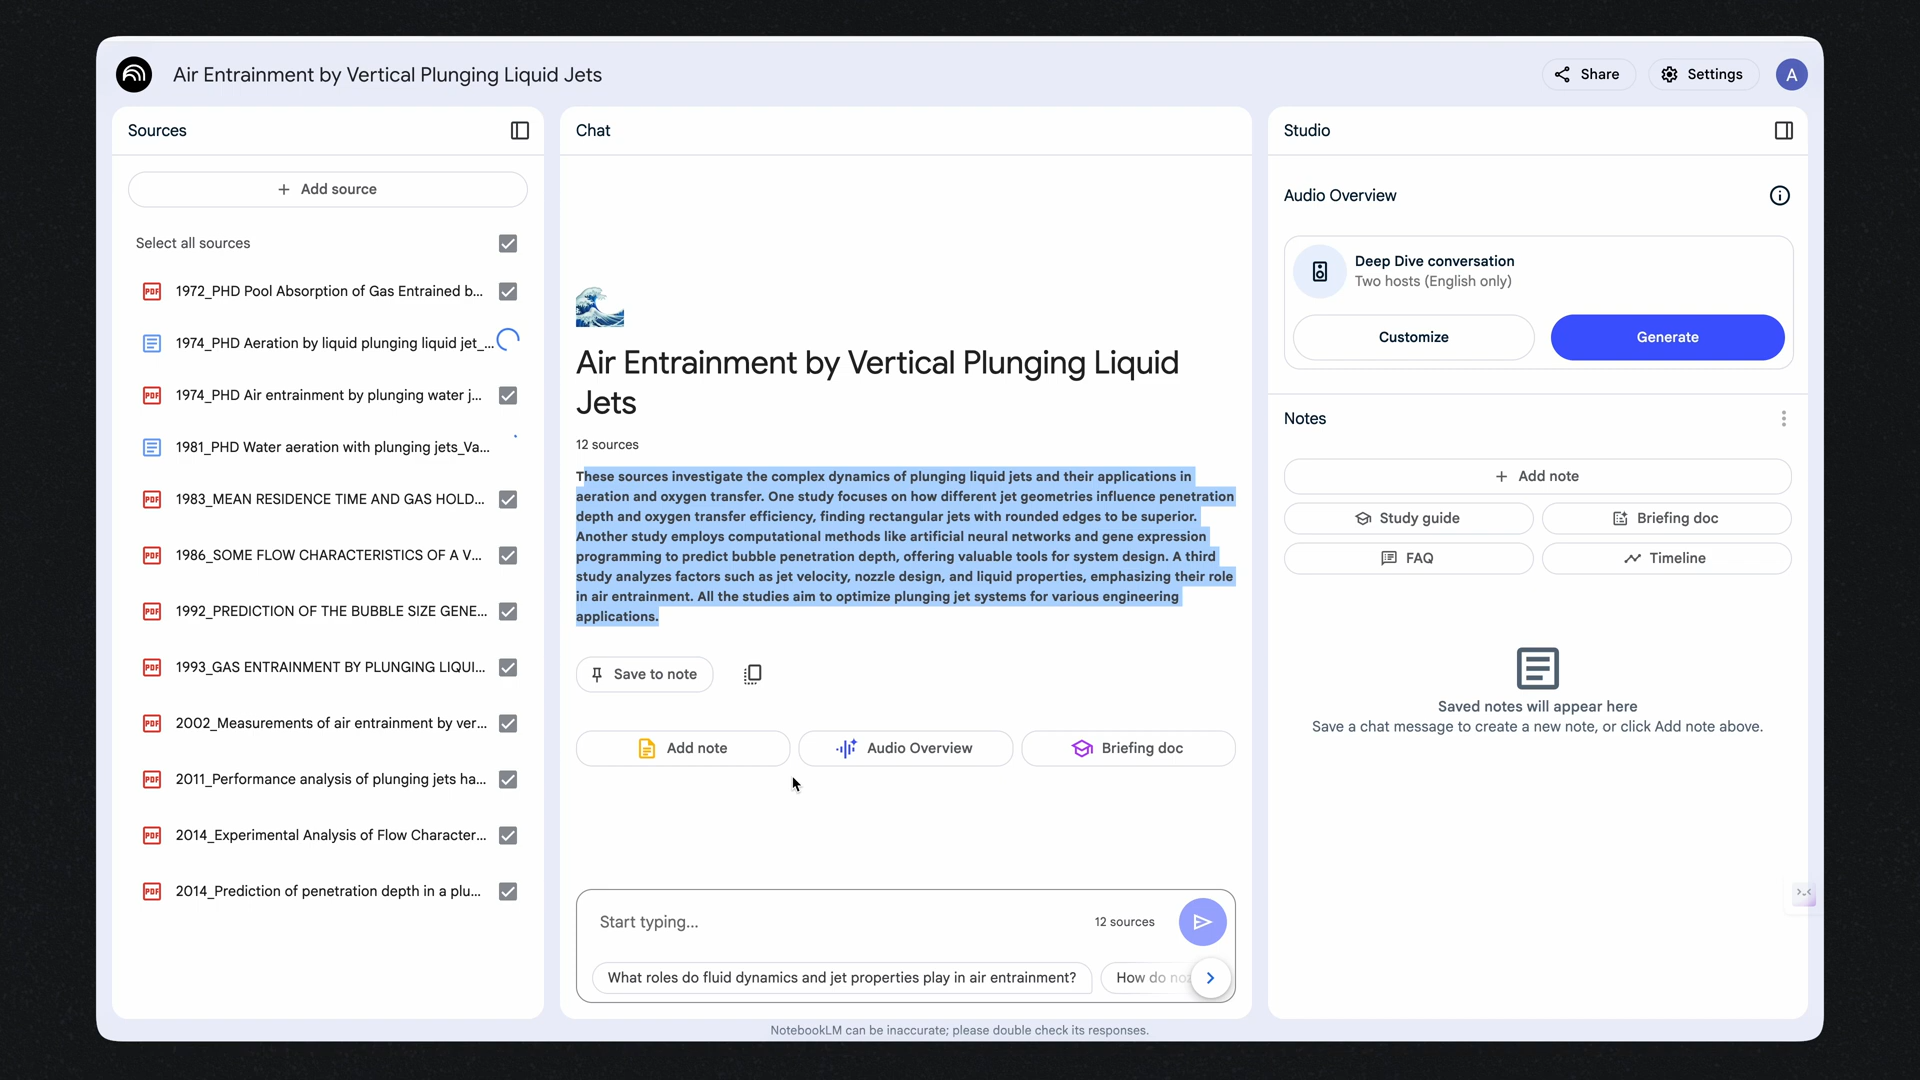 Air Entrainment by Vertical Plunging Liquid Jets
Share
Settings
A
Sources
Add source
Select all sources
PDF 1972_PHD Pool Absorption of Gas Entrained b...
1974_PHD Aeration by liquid plunging liquid jet_...
PDF 1974_PHD Air entrainment by plunging water j...
1981_PHD Water aeration with plunging jets_Va...
PDF 1983_MEAN RESIDENCE TIME AND GAS HOLD...
PDF 1986_SOME FLOW CHARACTERISTICS OF A V...
PDF 1992_PREDICTION OF THE BUBBLE SIZE GENE...
PDF 1993_GAS ENTRAINMENT BY PLUNGING LIQUI...
PDF 2002_Measurements of air entrainment by ver...
PDF 2011_Performance analysis of plunging jets ha...
PDF 2014_Experimental Analysis of Flow Character...
PDF 2014_Prediction of penetration depth in a plu...
Chat
Air Entrainment by Vertical Plunging Liquid
Jets
12 sources
These sources investigate the complex dynamics of plunging liquid jets and their applications in
aeration and oxygen transfer. One study focuses on how different jet geometries influence penetration
depth and oxygen transfer efficiency, finding rectangular jets with rounded edges to be superior.
Another study employs computational methods like artificial neural networks and gene expression
programming to predict bubble penetration depth, offering valuable tools for system design. A third
study analyzes factors such as jet velocity, nozzle design, and liquid properties, emphasizing their role
in air entrainment. All the studies aim to optimize plunging jet systems for various engineering
applications.
Save to note
Add note
Audio Overview
Briefing doc
Start typing...
12 sources
What roles do fluid dynamics and jet properties play in air entrainment?
How do
NotebookLM can be inaccurate; please double check its responses.
Studio
Audio Overview
Deep Dive conversation
Two hosts (English only)
Customize
Generate
Notes
Add note
Study guide
Briefing doc
FAQ
Timeline
Saved notes will appear here
Save a chat message to create a new note, or click Add note above.